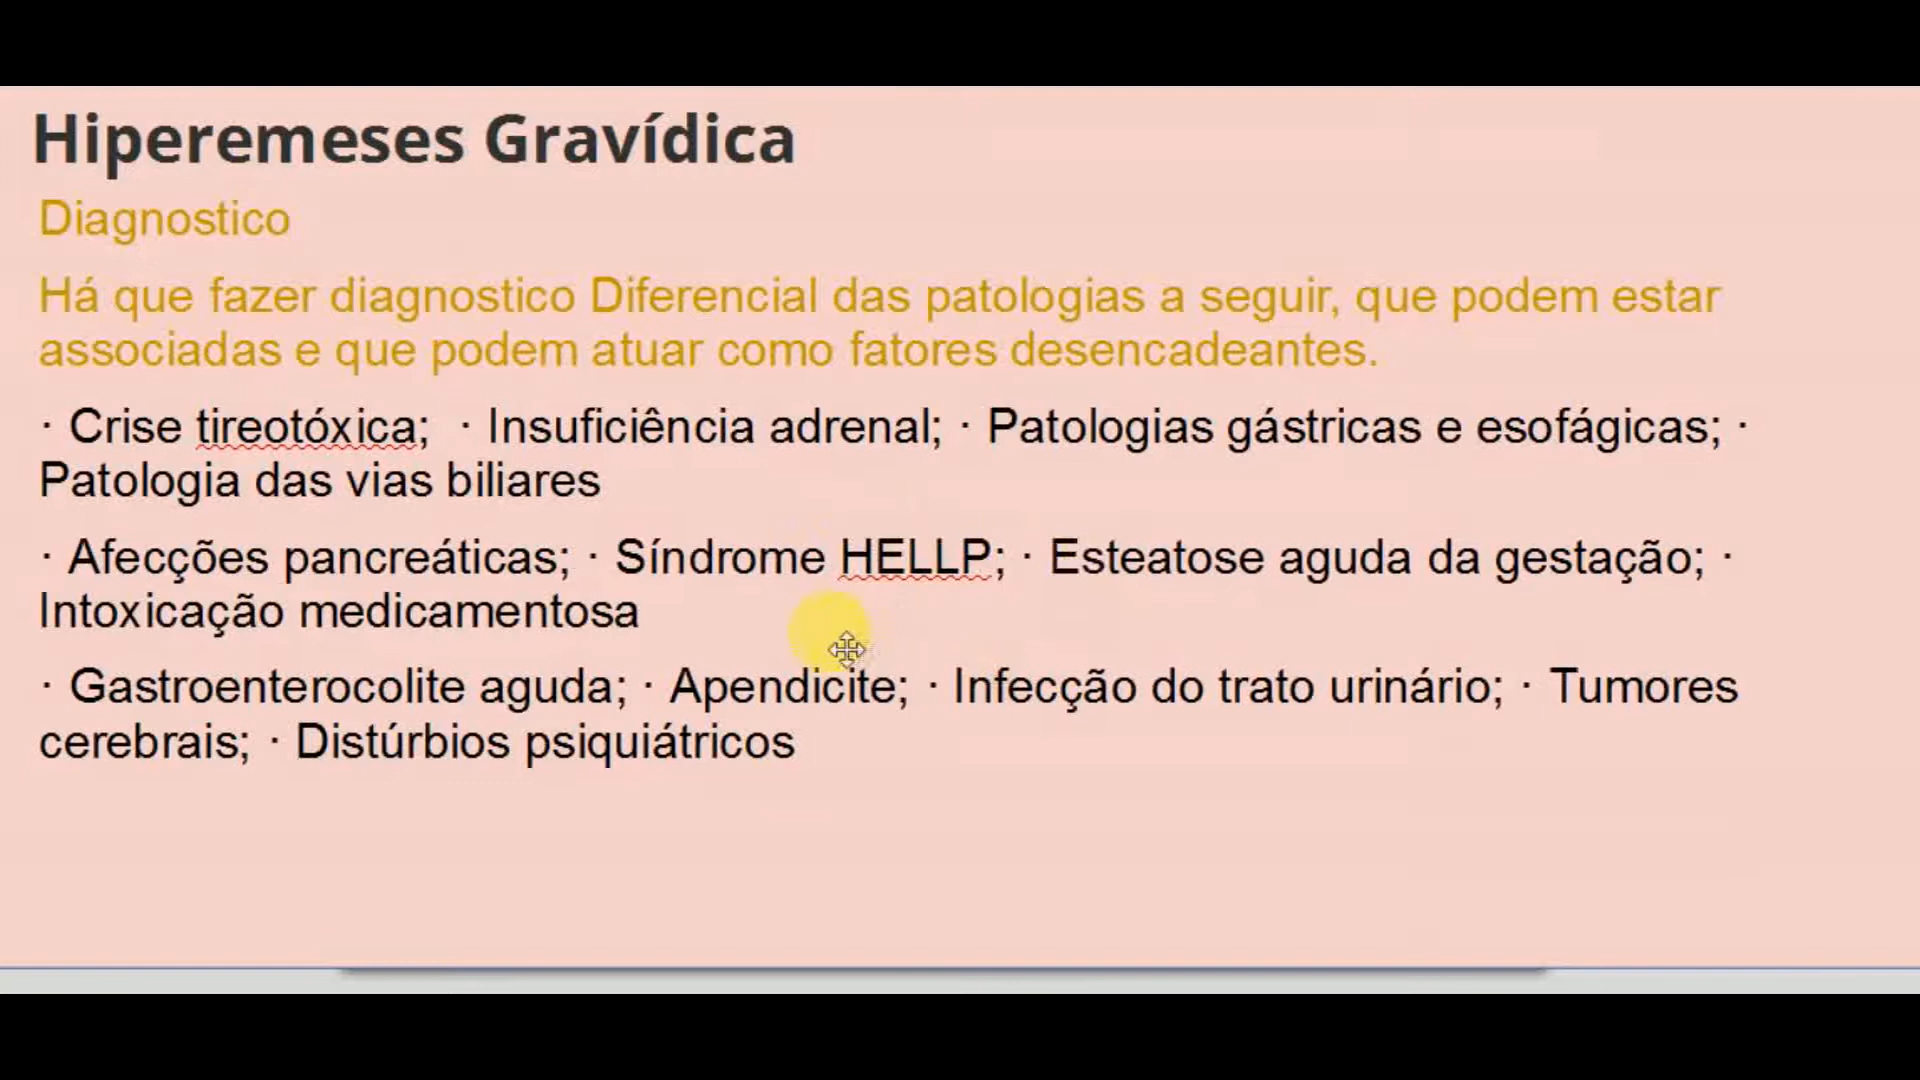 Hiperemeses Gravídica
Diagnostico
Há que fazer diagnostico Diferencial das patologias a seguir, que podem estar
associadas e que podem atuar como fatores desencadeantes.
· Crise tireotóxica; · Insuficiência adrenal; · Patologias gástricas e esofágicas; ·
Patologia das vias biliares
· Afecções pancreáticas; · Síndrome HELLP; · Esteatose aguda da gestação; ·
Intoxicação medicamentosa
· Gastroenterocolite aguda; · Apendicite; · Infecção do trato urinário; · Tumores
cerebrais; · Distúrbios psiquiátricos